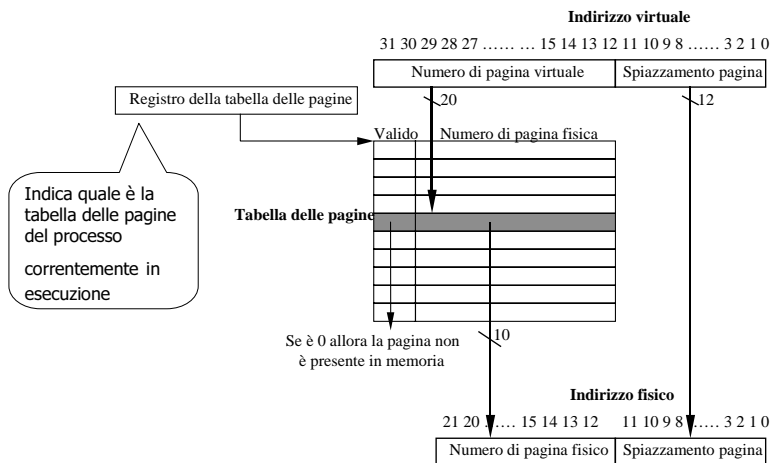 Indirizzo virtuale
31 30 29 28 27 ...... ... 15 14 13 12 11 10 9 8 ...... 3 2 1 0
Numero di pagina virtuale Spiazzamento pagina
20 12
Registro della tabella delle pagine
Valido Numero di pagina fisica
Indica quale è la
tabella delle pagine
del processo
correntemente in
esecuzione
Tabella delle pagine
Se è 0 allora la pagina non
è presente in memoria
10
Indirizzo fisico
21 20 ...... 15 14 13 12 11 10 9 8 ...... 3 2 1 0
Numero di pagina fisico Spiazzamento pagina